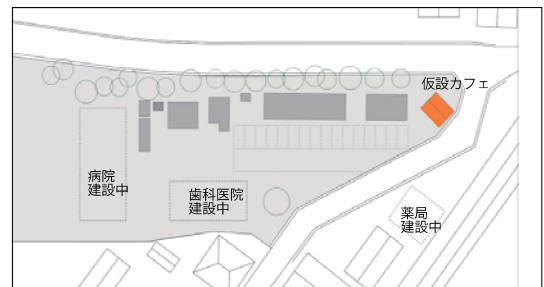 仮設カフェ
病院
建設中
歯科医院
建設中
薬局
建設中